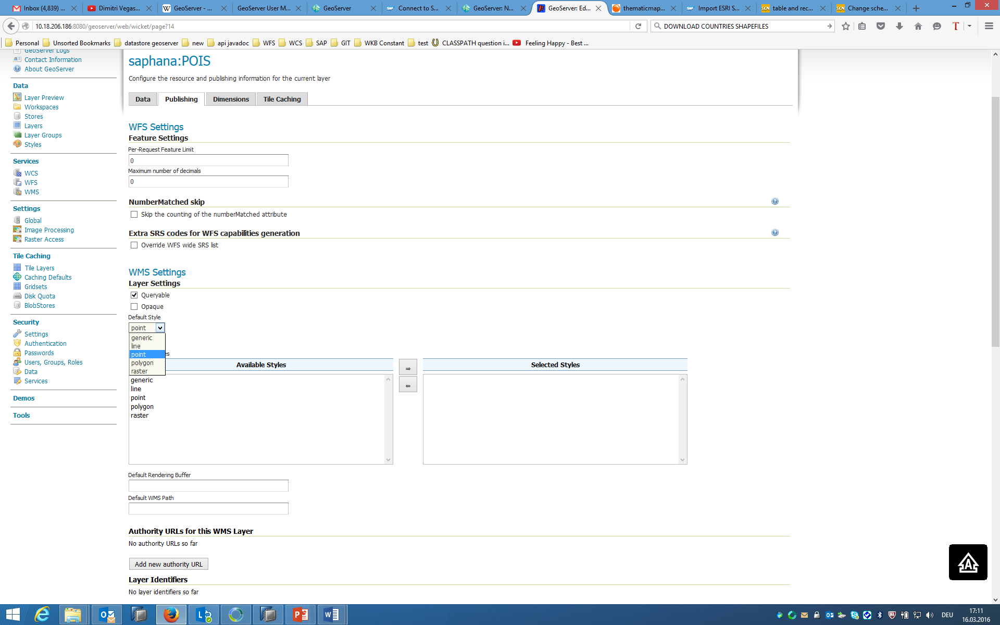 Inbox (4,839) ...
Dimitri Vegas...
GeoServer - ...
GeoServer User M...
GeoServer
Connect to S...
GeoServer: N...
GeoServer: Ed...
thematicmap...
Import ESRI S...
table and rec...
Change sche...
10.18.206.186:8080/geoserver/web/wicket/page?14
DOWNLOAD COUNTRIES SHAPEFILES
Personal
Unsorted Bookmarks
datastore geoserver
new
api javadoc
WFS
WCS
SAP
GIT
WKB Constant
test
CLASSPATH question i...
Feeling Happy - Best ...
GeoServer Logs
Contact Information
About GeoServer
Data
Layer Preview
Workspaces
Stores
Layers
Layer Groups
Styles
Services
WCS
WFS
WMS
Settings
Global
Image Processing
Raster Access
Tile Caching
Tile Layers
Caching Defaults
Gridsets
Disk Quota
BlobStores
Security
Settings
Authentication
Passwords
Users, Groups, Roles
Data
Services
Demos
Tools
saphana:POIS
Configure the resource and publishing information for the current layer
Data
Publishing
Dimensions
Tile Caching
WFS Settings
Feature Settings
Per-Request Feature Limit
0
Maximum number of decimals
0
NumberMatched skip
Skip the counting of the numberMatched attribute
Extra SRS codes for WFS capabilities generation
Override WFS wide SRS list
WMS Settings
Layer Settings
Queryable
Opaque
Default Style
point
generic
line
point
polygon
raster
es
Available Styles
Selected Styles
generic
line
point
polygon
raster
Default Rendering Buffer
Default WMS Path
Authority URLs for this WMS Layer
No authority URLs so far
Add new authority URL
Layer Identifiers
No layer identifiers so far
DEU
17:11
16.03.2016